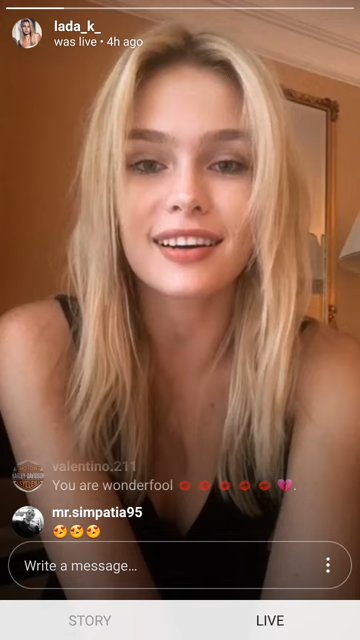 lada_k_
was live • 4h ago
valentino.211
You are wonderfool 💋 💋 💋 💋 💋 💔.
mr.simpatia95
😍😍😍
Write a message...
STORY
LIVE